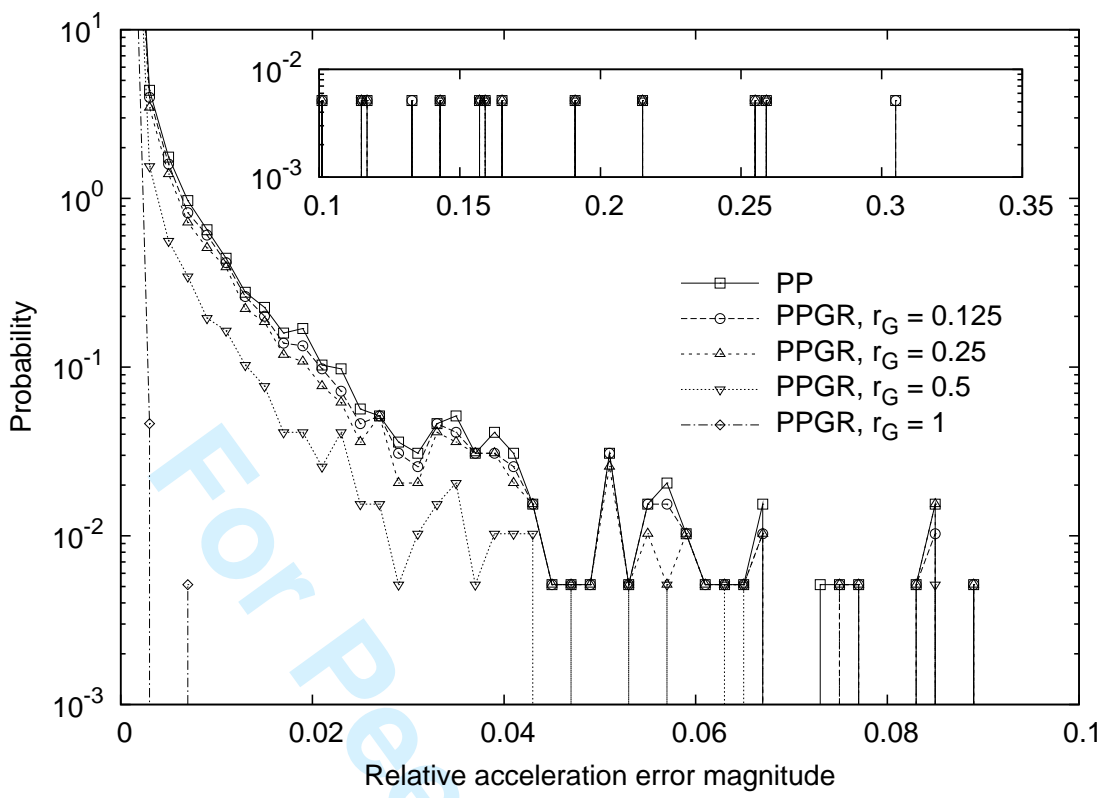 10^1
10^0
10^-1
10^-2
10^-3
0
0.02
0.04
0.06
0.08
0.1
Probability
Relative acceleration error magnitude
10^-2
10^-3
0.1
0.15
0.2
0.25
0.3
0.35
PP
PPGR, r_G = 0.125
PPGR, r_G = 0.25
PPGR, r_G = 0.5
PPGR, r_G = 1
For Pe